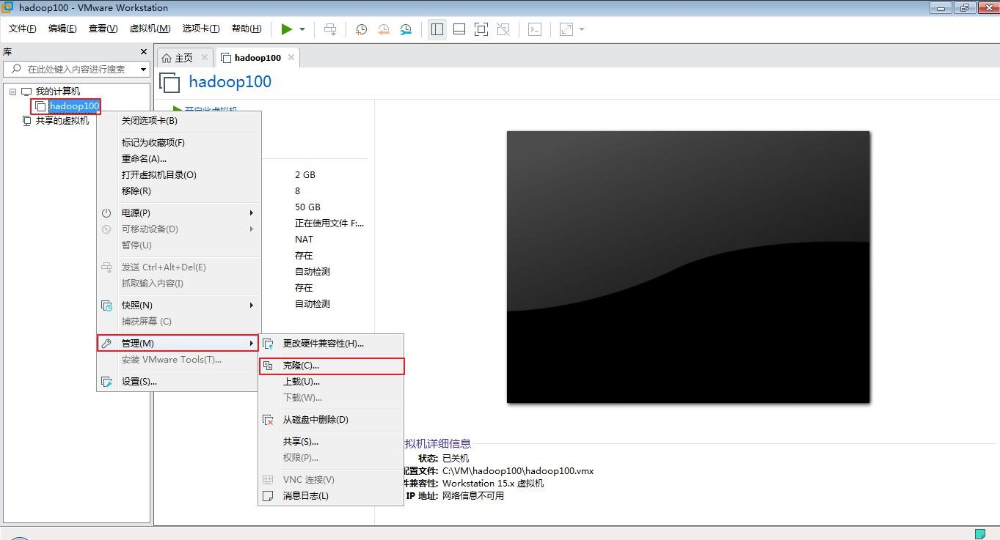 hadoop100 - VMware Workstation
文件(F) 编辑(E) 查看(V) 虚拟机(M) 选项卡(T) 帮助(H)
库
在此处键入内容进行搜索
我的计算机
hadoop100
共享的虚拟机
主页
hadoop100
hadoop100
开启此虚拟机
关闭选项卡(B)
标记为收藏项(F)
重命名(A)...
打开虚拟机目录(O)
移除(R)
电源(P)
可移动设备(D)
暂停(U)
发送 Ctrl+Alt+Del(E)
抓取输入内容(I)
快照(N)
捕获屏幕 (C)
管理(M)
安装 VMware Tools(T)...
设置(S)...
2 GB
8
50 GB
正在使用文件 F:...
NAT
存在
自动检测
存在
自动检测
更改硬件兼容性(H)...
克隆(C)...
上载(U)...
下载(W)...
从磁盘中删除(D)
共享(S)...
权限(P)...
VNC 连接(V)
消息日志(L)
拟机详细信息
状态: 已关机
配置文件: C:\VM\hadoop100\hadoop100.vmx
件兼容性: Workstation 15.x 虚拟机
IP 地址: 网络信息不可用